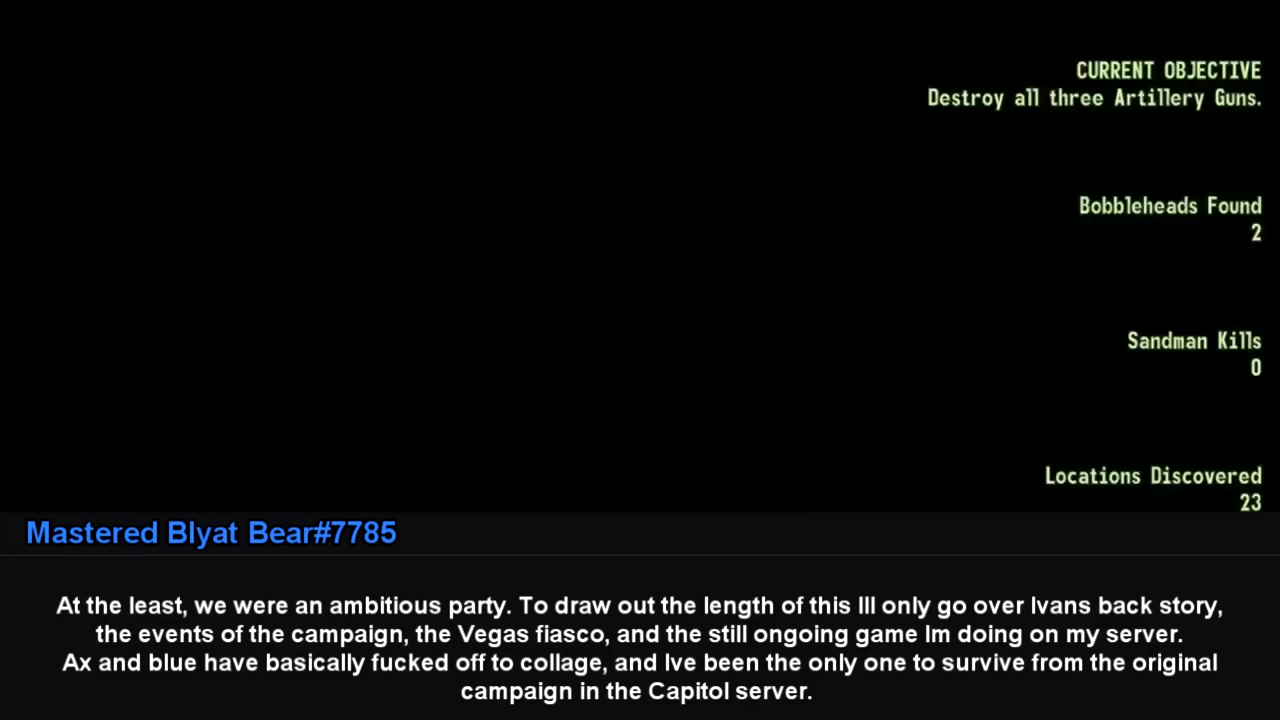 CURRENT OBJECTIVE
Destroy all three Artillery Guns.
Bobbleheads Found
2
Sandman Kills
0
Locations Discovered
23
Mastered Blyat Bear#7785
At the least, we were an ambitious party. To draw out the length of this Ill only go over Ivans back story,
the events of the campaign, the Vegas fiasco, and the still ongoing game Im doing on my server.
Ax and blue have basically fucked off to collage, and Ive been the only one to survive from the original
campaign in the Capitol server.